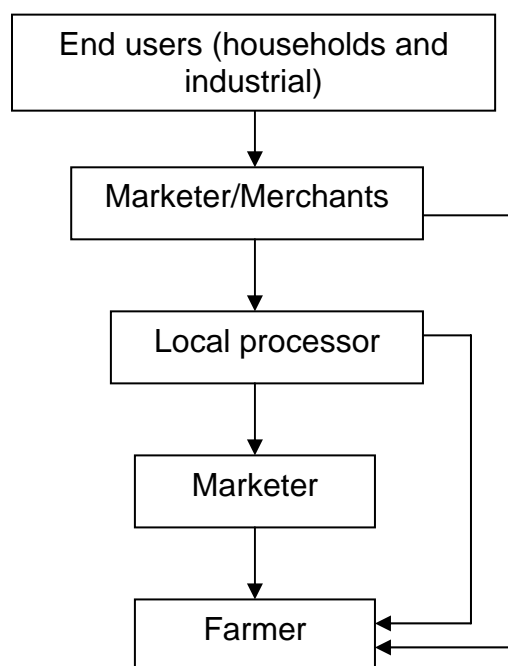 End users (households and
industrial)
Marketer/Merchants
Local processor
Marketer
Farmer